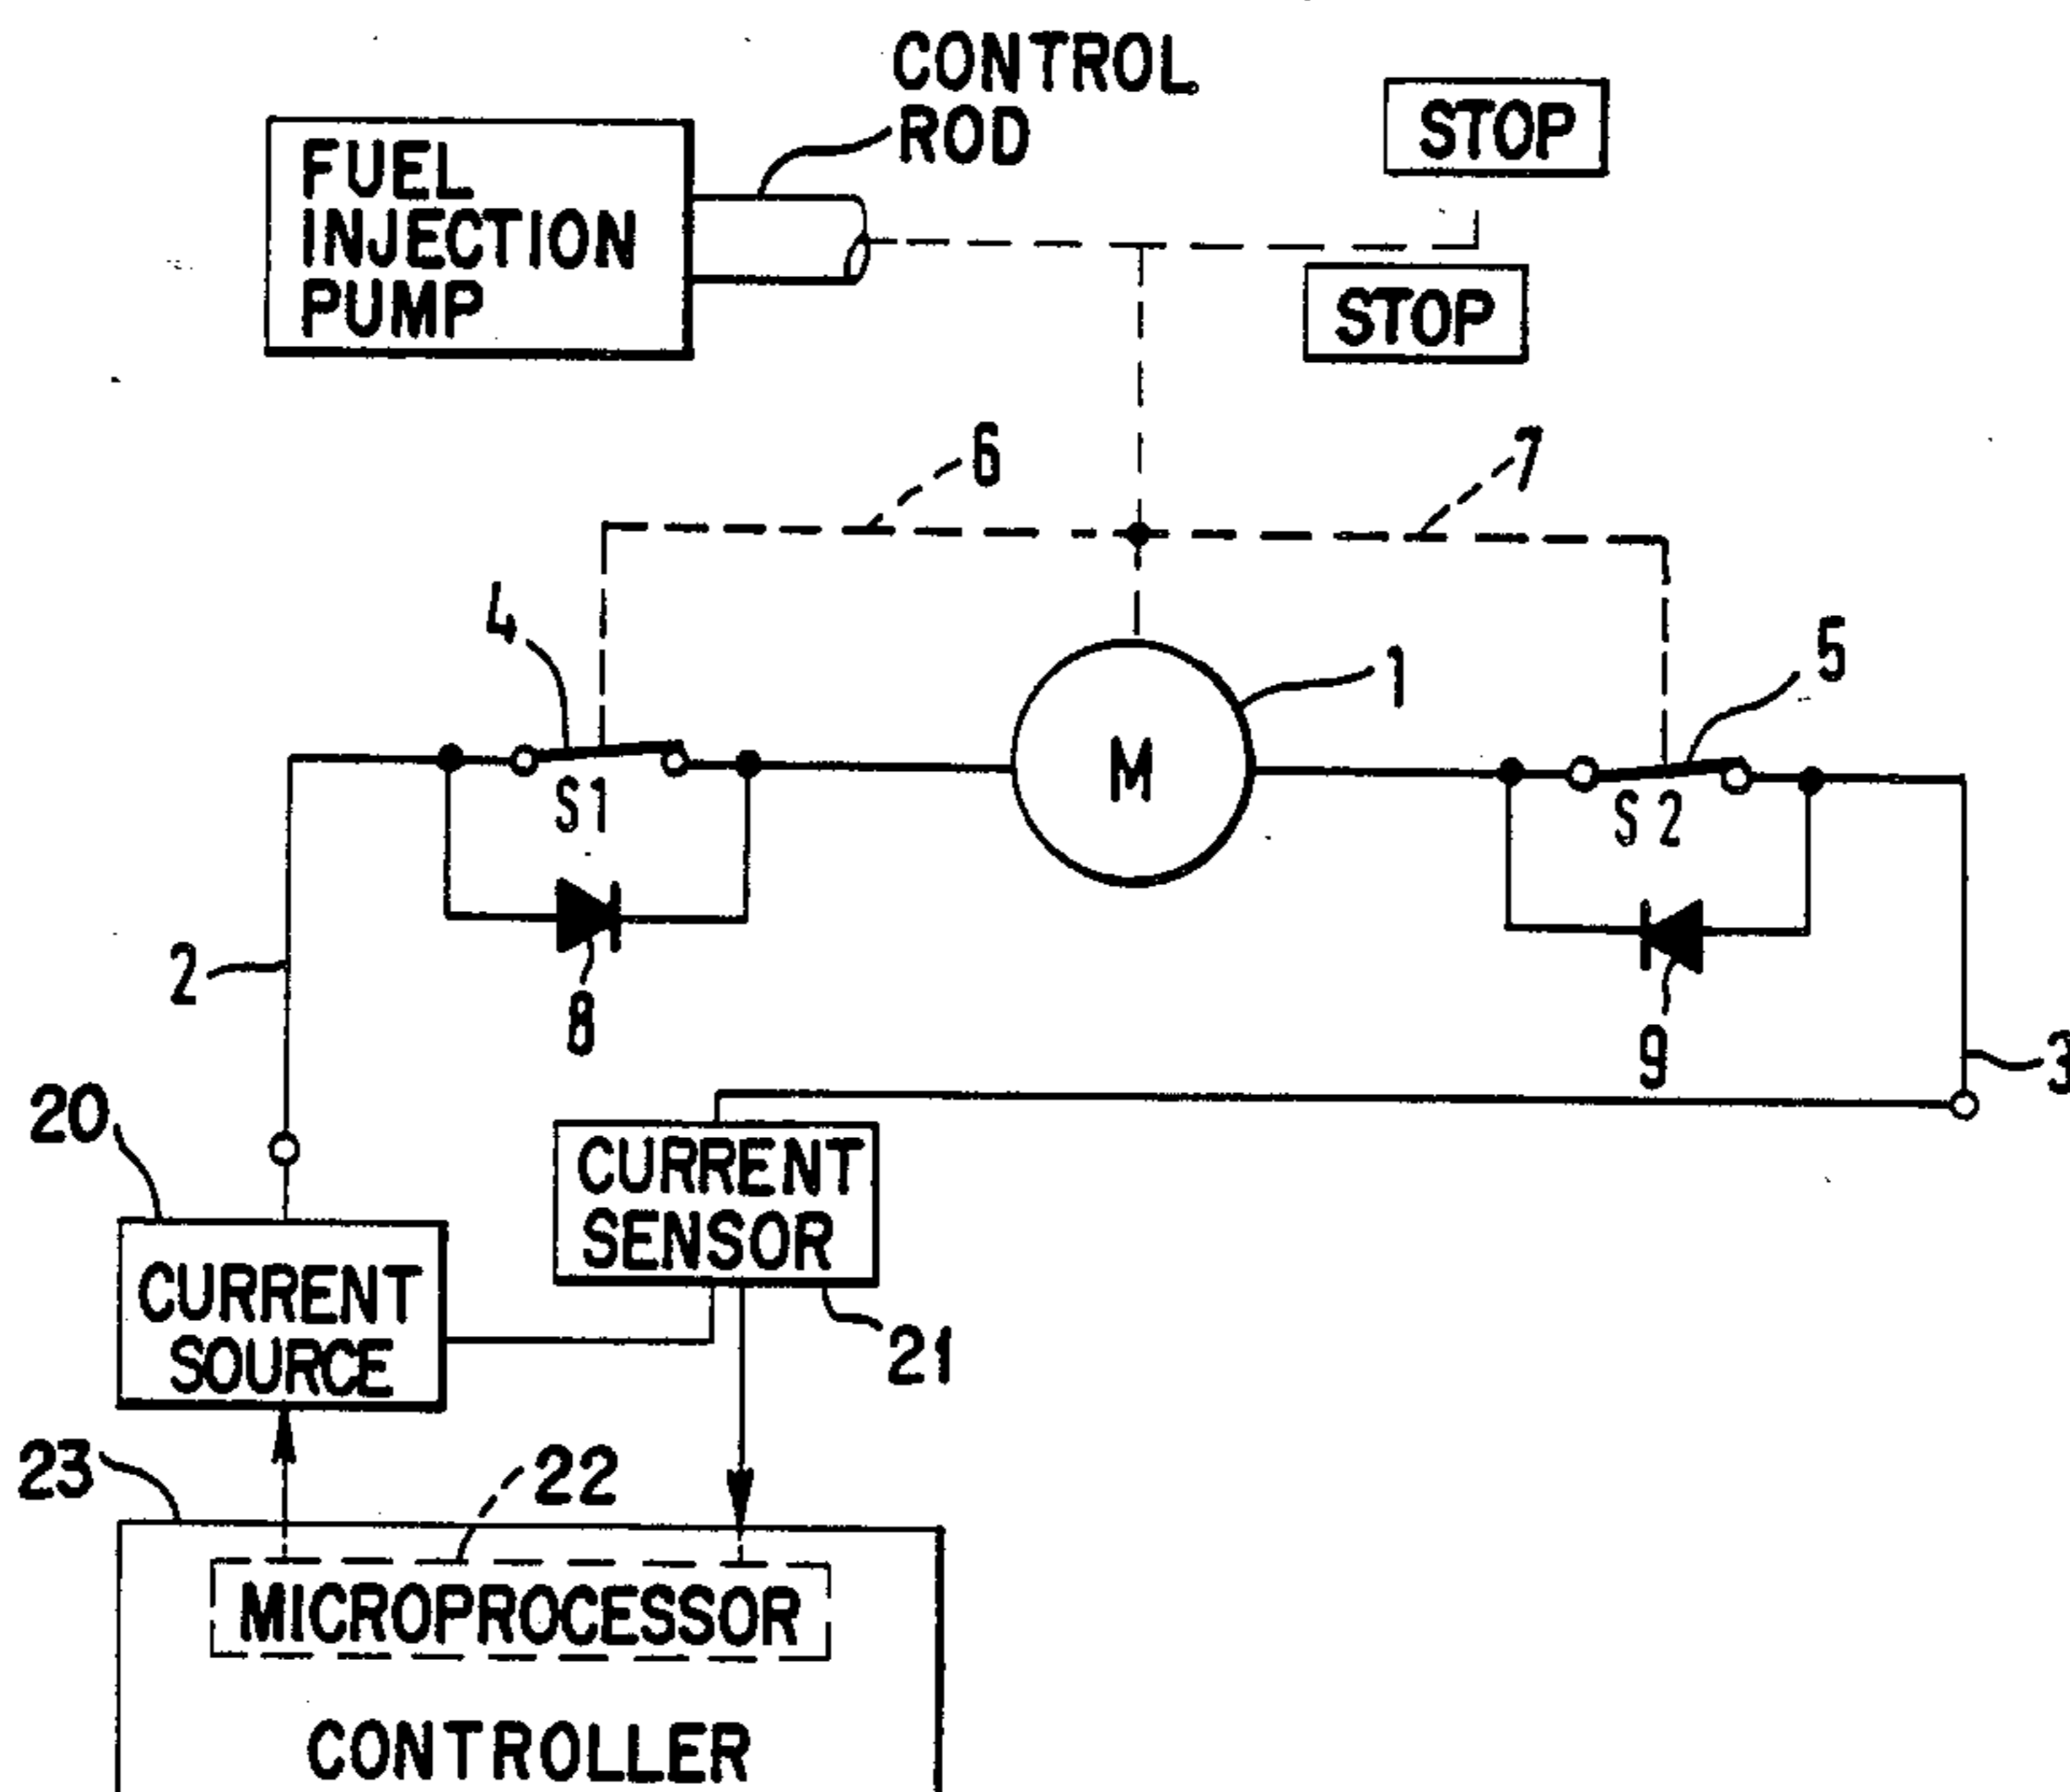 CONTROL
ROD
STOP
FUEL
INJECTION
PUMP
STOP
6
7
4
1
5
M
S1
S2
2
8
9
3
20
CURRENT
SENSOR
CURRENT
SOURCE
21
23
22
MICROPROCESSOR
CONTROLLER